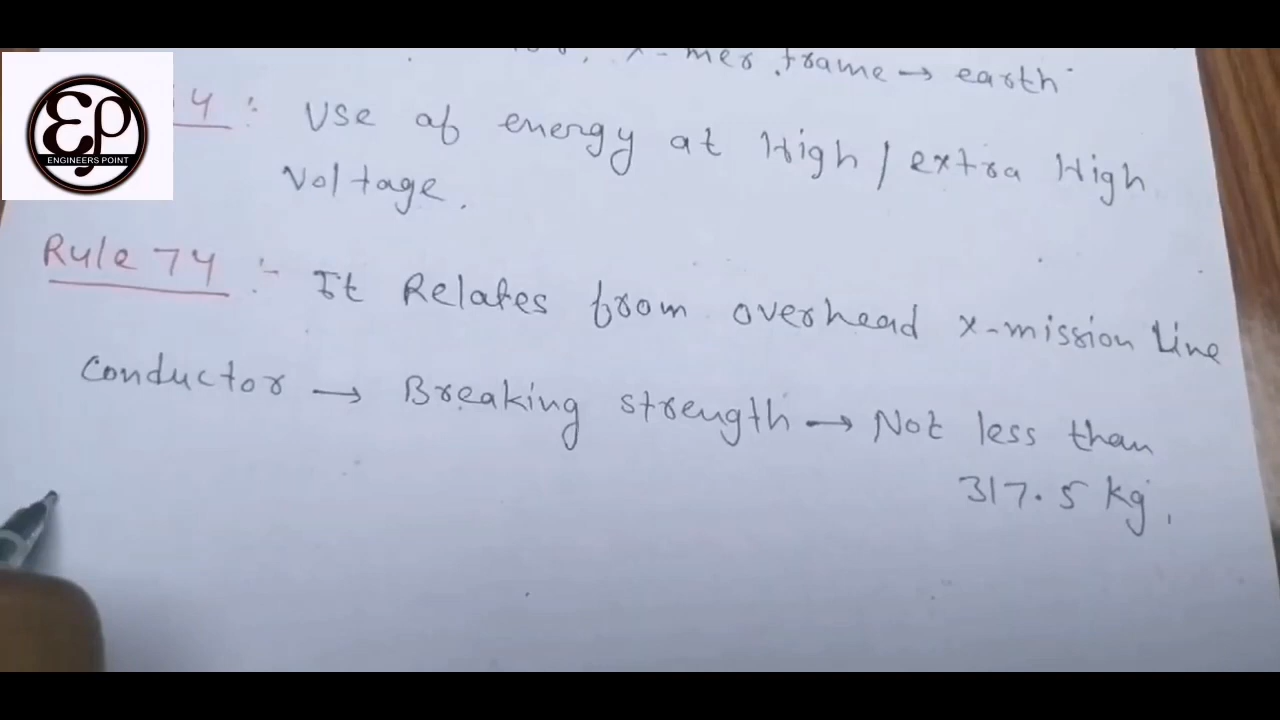 x-mer frame → earth
4 :- Use of energy at High / extra High
Voltage.
Rule 74 :- It Relates from overhead x-mission Line
Conductor → Breaking strength → Not less than
317.5 kg.
EP
ENGINEERS POINT